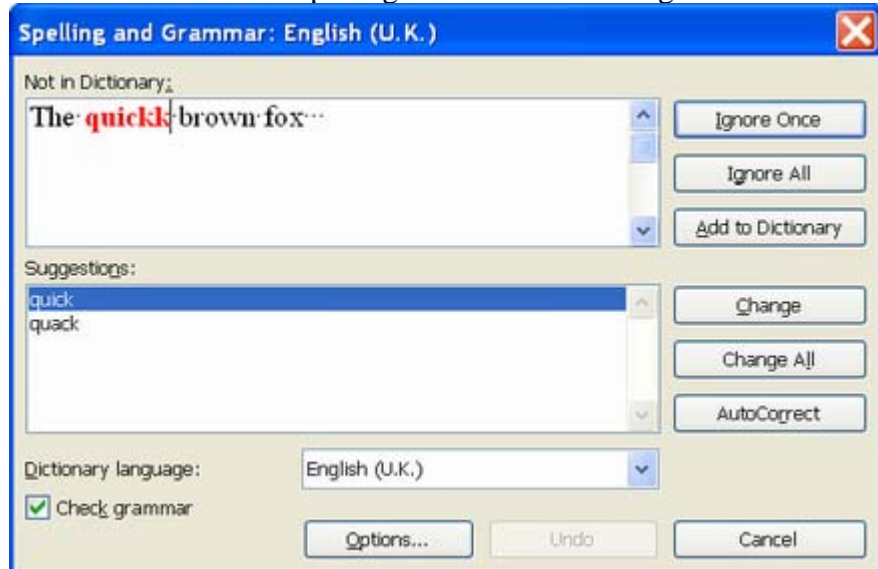 Spelling and Grammar: English (U.K.)
Not in Dictionary:
The·quickk·brown·fox···
Ignore Once
Ignore All
Add to Dictionary
Suggestions:
quick
quack
Change
Change All
AutoCorrect
Dictionary language:
English (U.K.)
Check grammar
Options...
Undo
Cancel